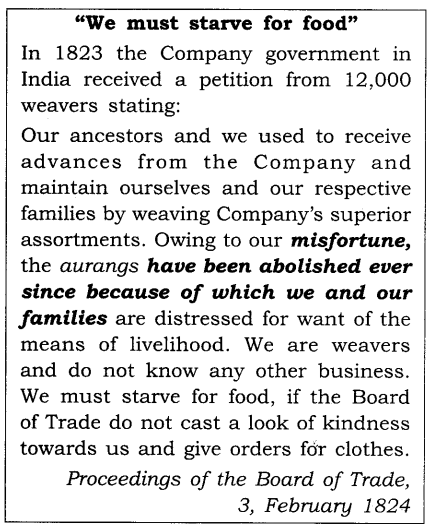 “We must starve for food”
In 1823 the Company government in
India received a petition from 12,000
weavers stating:
Our ancestors and we used to receive
advances from the Company and
maintain ourselves and our respective
families by weaving Company’s superior
assortments. Owing to our misfortune,
the aurangs have been abolished ever
since because of which we and our
families are distressed for want of the
means of livelihood. We are weavers
and do not know any other business.
We must starve for food, if the Board
of Trade do not cast a look of kindness
towards us and give orders for clothes.
Proceedings of the Board of Trade,
3, February 1824